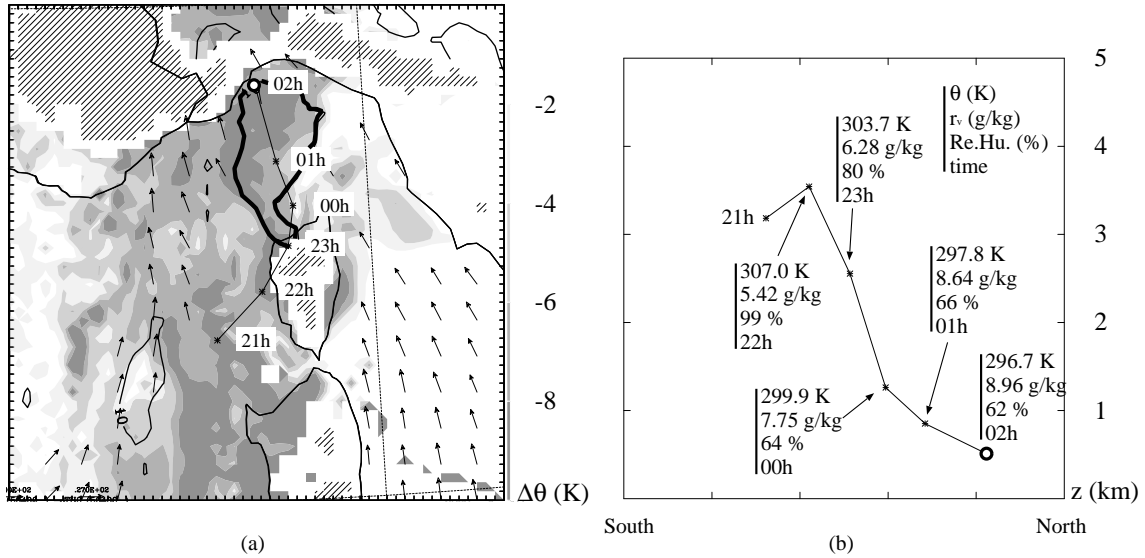 02h
01h
00h
23h
22h
21h
10
.270E+02
-2
-4
-6
-8
Δθ (K)
(a)
5
4
3
2
1
z (km)
South
North
θ (K)
rv (g/kg)
Re.Hu. (%)
time
21h
307.0 K
5.42 g/kg
99 %
22h
303.7 K
6.28 g/kg
80 %
23h
299.9 K
7.75 g/kg
64 %
00h
297.8 K
8.64 g/kg
66 %
01h
296.7 K
8.96 g/kg
62 %
02h
(b)